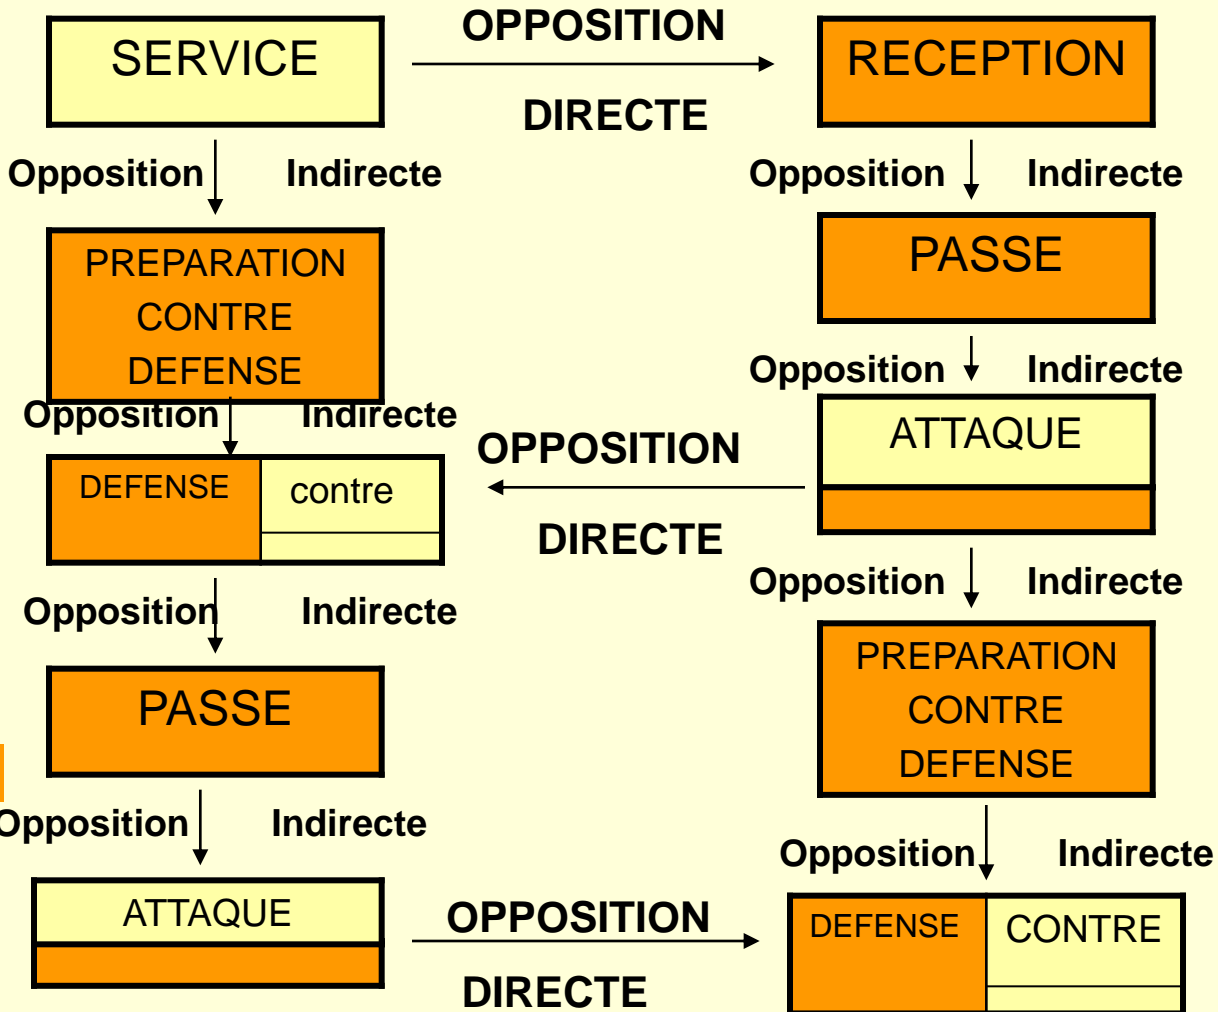 SERVICE
OPPOSITION
DIRECTE
RECEPTION
Opposition Indirecte
Opposition Indirecte
PREPARATION
CONTRE
DEFENSE
PASSE
Opposition Indirecte
Opposition Indirecte
DEFENSE
contre
OPPOSITION
DIRECTE
ATTAQUE
Opposition Indirecte
Opposition Indirecte
PASSE
PREPARATION
CONTRE
DEFENSE
Opposition Indirecte
Opposition Indirecte
ATTAQUE
OPPOSITION
DIRECTE
DEFENSE
CONTRE